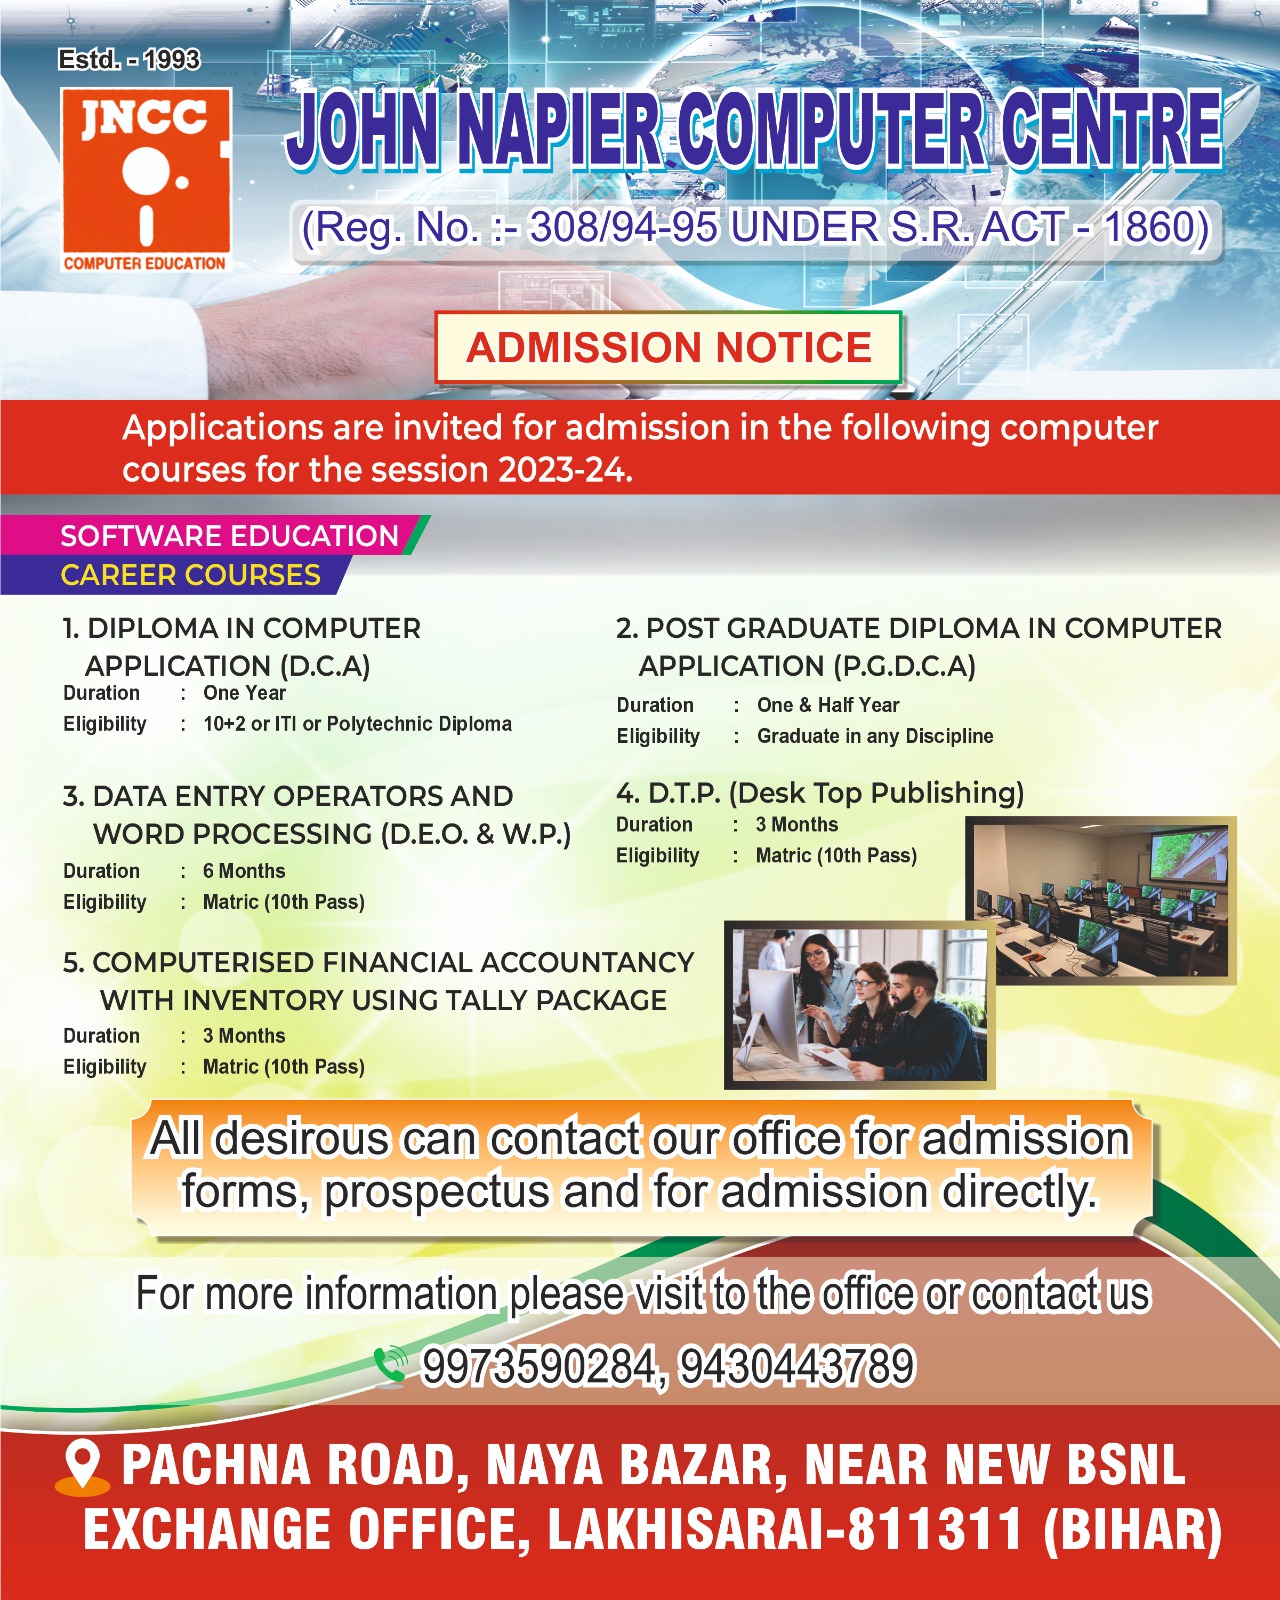 Estd. - 1993
JNCC
COMPUTER EDUCATION
JOHN NAPIER COMPUTER CENTRE
(Reg. No. :- 308/94-95 UNDER S.R. ACT - 1860)
ADMISSION NOTICE
Applications are invited for admission in the following computer
courses for the session 2023-24.
SOFTWARE EDUCATION
CAREER COURSES
1. DIPLOMA IN COMPUTER
APPLICATION (D.C.A)
Duration : One Year
Eligibility : 10+2 or ITI or Polytechnic Diploma
2. POST GRADUATE DIPLOMA IN COMPUTER
APPLICATION (P.G.D.C.A)
Duration : One & Half Year
Eligibility : Graduate in any Discipline
3. DATA ENTRY OPERATORS AND
WORD PROCESSING (D.E.O. & W.P.)
Duration : 6 Months
Eligibility : Matric (10th Pass)
4. D.T.P. (Desk Top Publishing)
Duration : 3 Months
Eligibility : Matric (10th Pass)
5. COMPUTERISED FINANCIAL ACCOUNTANCY
WITH INVENTORY USING TALLY PACKAGE
Duration : 3 Months
Eligibility : Matric (10th Pass)
All desirous can contact our office for admission
forms, prospectus and for admission directly.
For more information please visit to the office or contact us
9973590284, 9430443789
PACHNA ROAD, NAYA BAZAR, NEAR NEW BSNL
EXCHANGE OFFICE, LAKHISARAI-811311 (BIHAR)